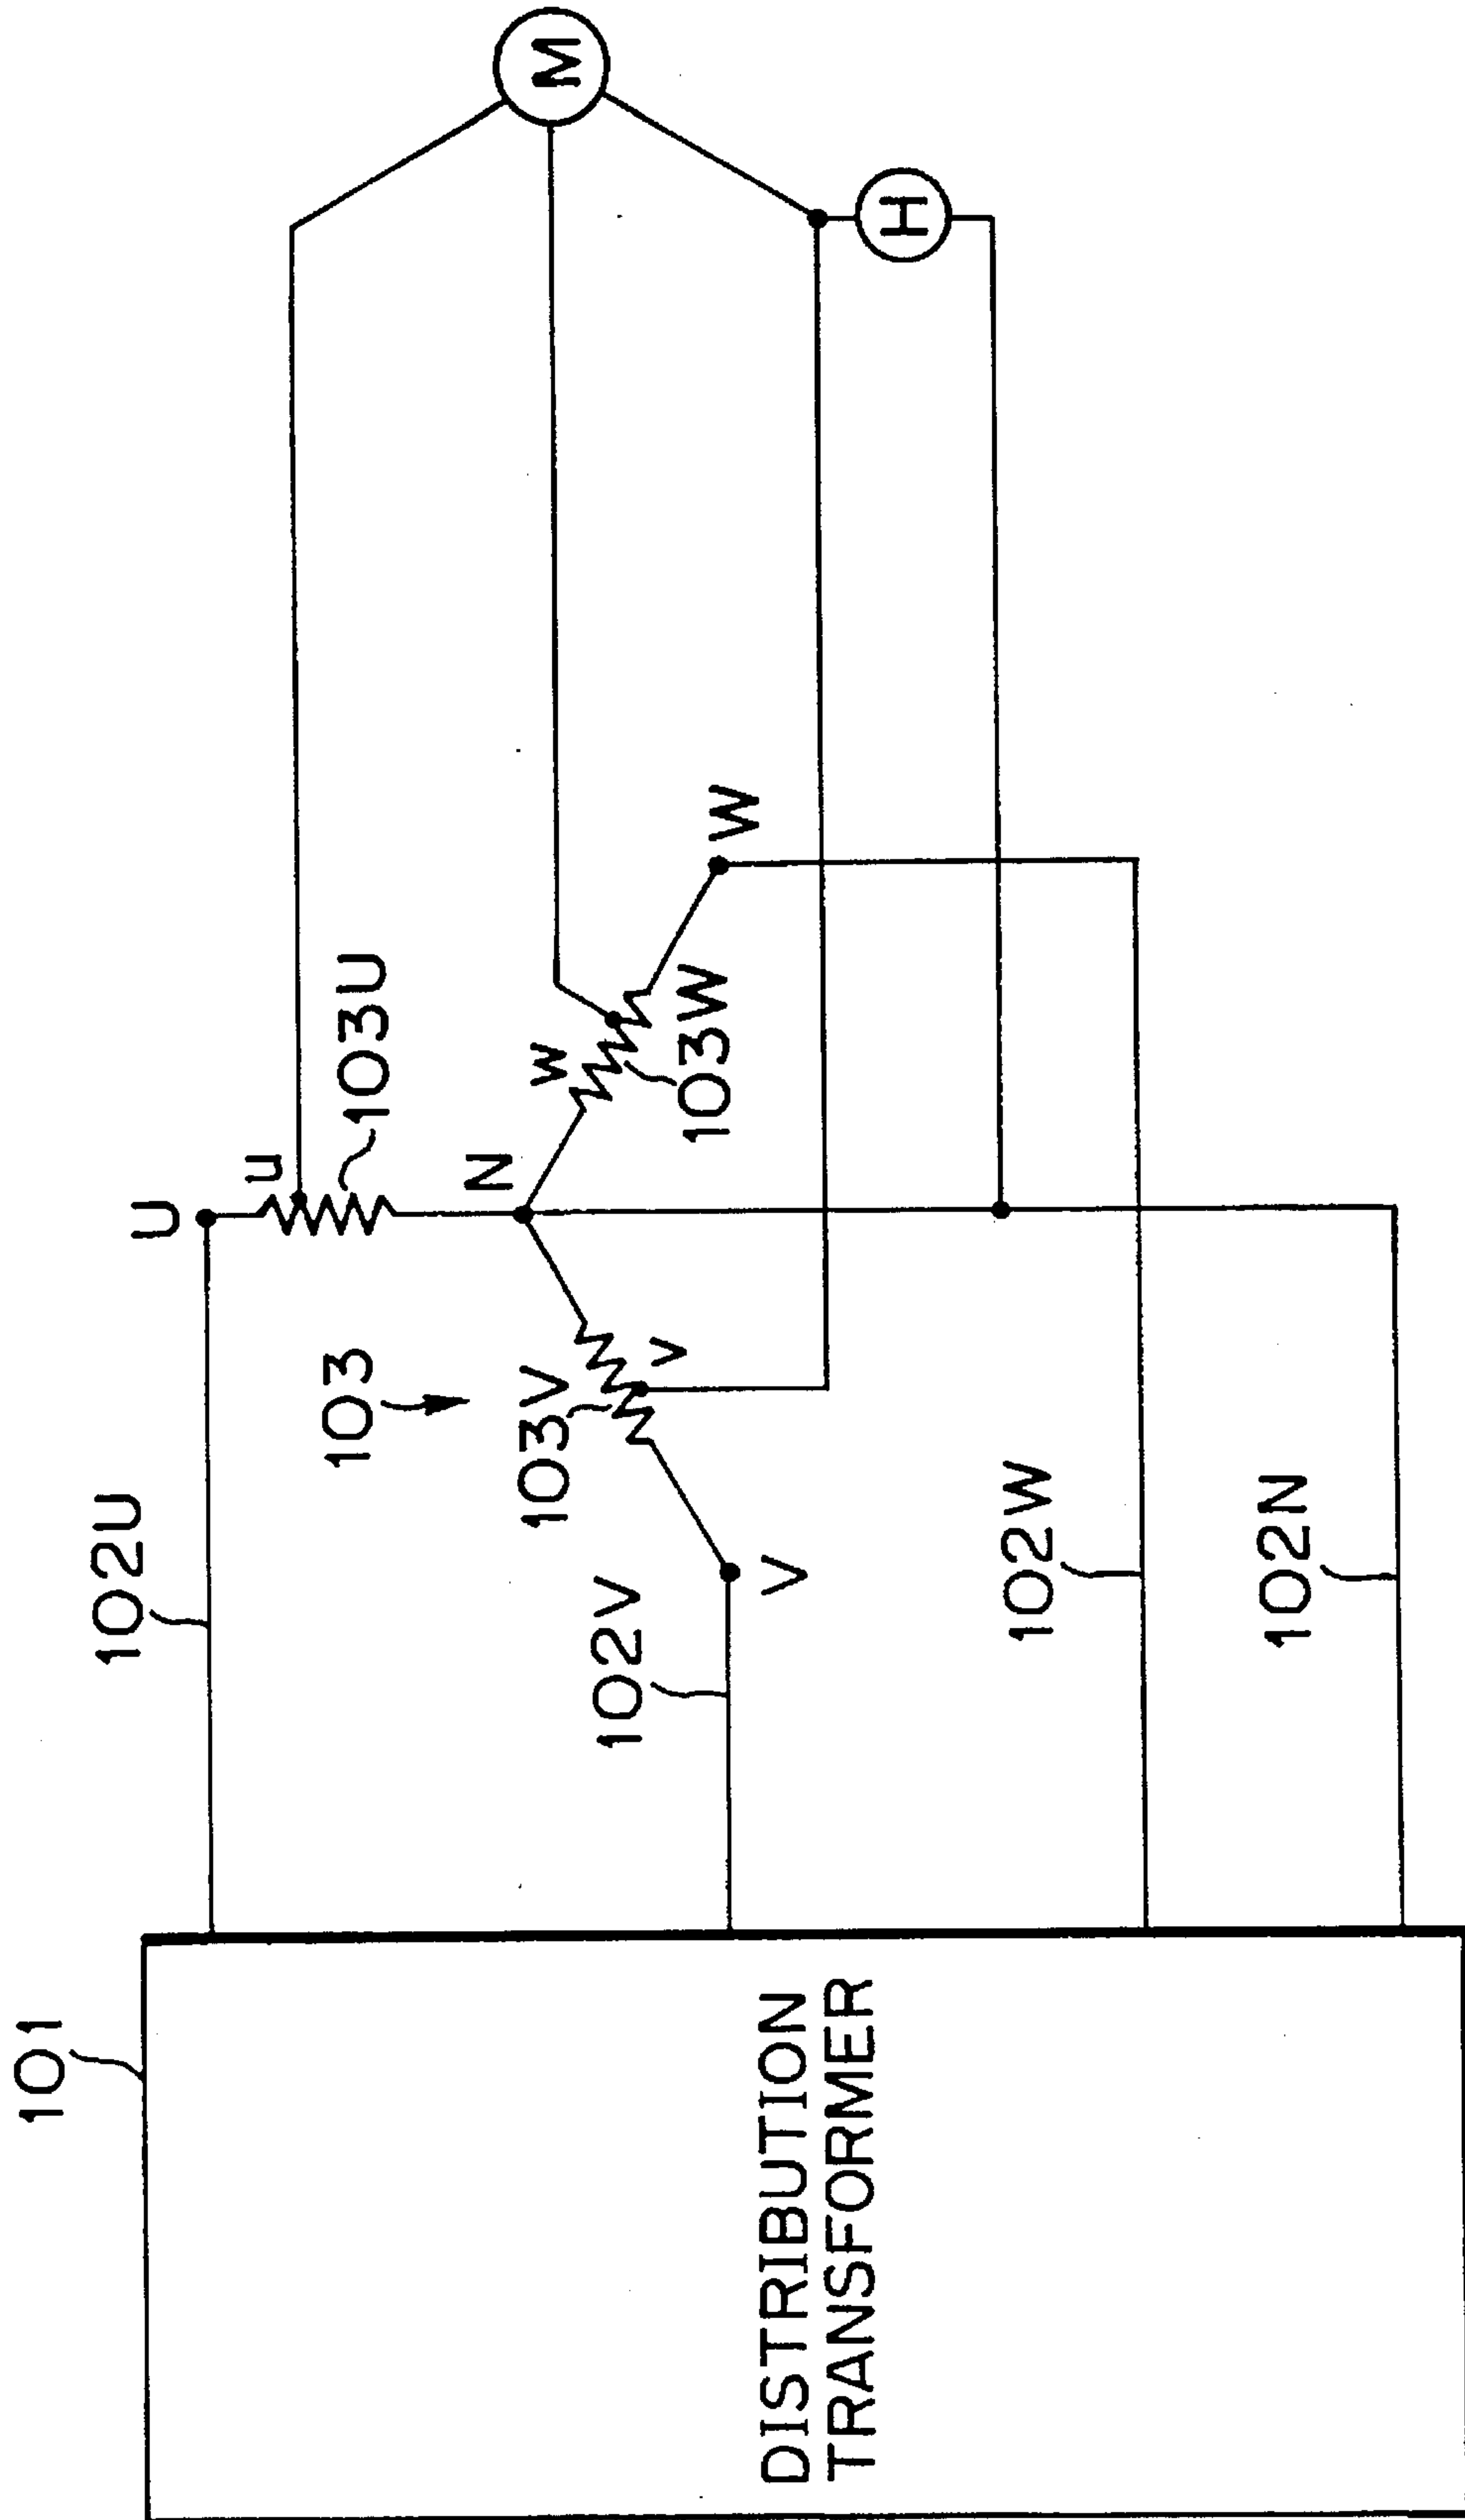 101
DISTRIBUTION
TRANSFORMER
102U
102V
102W
102N
103
U
u
103U
N
103V
v
V
w
103W
W
M
H